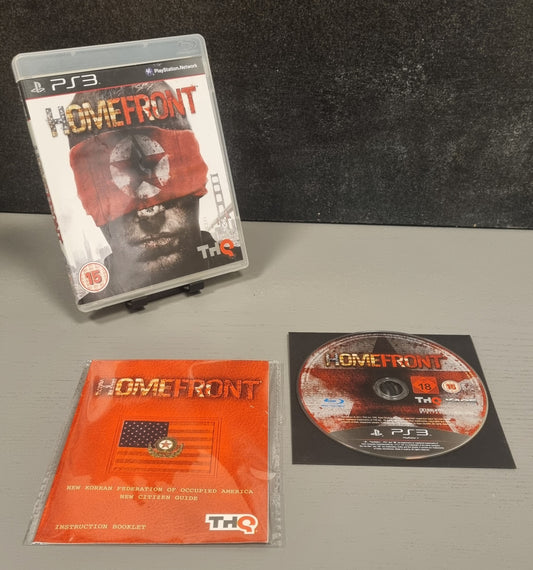 PS3
PlayStation Network
HOMEFRONT
15
THQ
HOMEFRONT
NEW KOREAN FEDERATION OF OCCUPIED AMERICA
NEW CITIZEN GUIDE
INSTRUCTION BOOKLET
THQ
HOMEFRONT
18
15
THQ
PS3